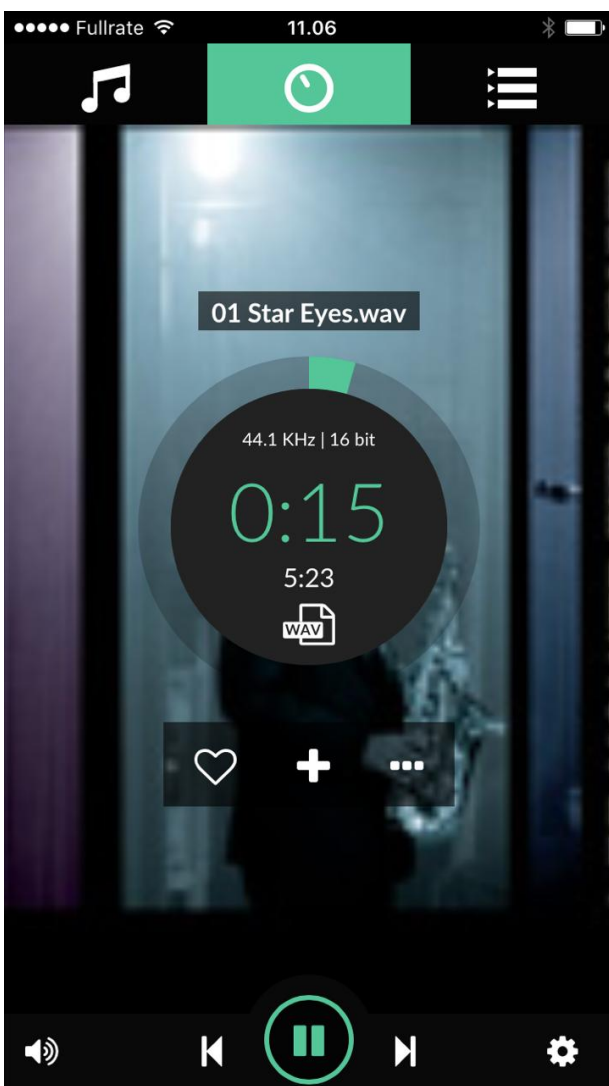 Fullrate 11.06
01 Star Eyes.wav
44.1 KHz | 16 bit
0:15
5:23
WAV